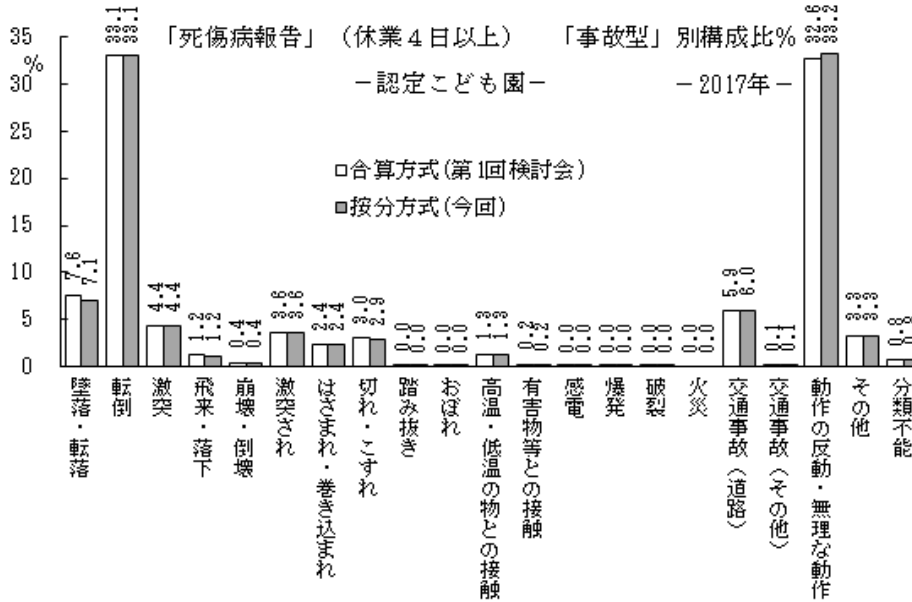 「死傷病報告」（休業４日以上）　「事故型」別構成比%
－認定こども園－　－2017年－
%
35
30
25
20
15
10
5
0
□合算方式(第1回検討会)
■按分方式(今回)
7.6 7.1
33.1 33.1
4.4 4.4
1.2 1.2
0.4 0.4
3.6 3.6
2.4 2.4
3.0 2.9
0.0 0.0
0.0 0.0
1.3 1.3
0.2 0.2
0.0 0.0
0.0 0.0
0.0 0.0
0.0 0.0
5.9 6.0
0.1 0.1
32.6 33.2
3.3 3.3
0.8
墜落・転落
転倒
激突
飛来・落下
崩壊・倒壊
激突され
はさまれ・巻き込まれ
切れ・こすれ
踏み抜き
おぼれ
高温・低温の物との接触
有害物等との接触
感電
爆発
破裂
火災
交通事故（道路）
交通事故（その他）
動作の反動・無理な動作
その他
分類不能